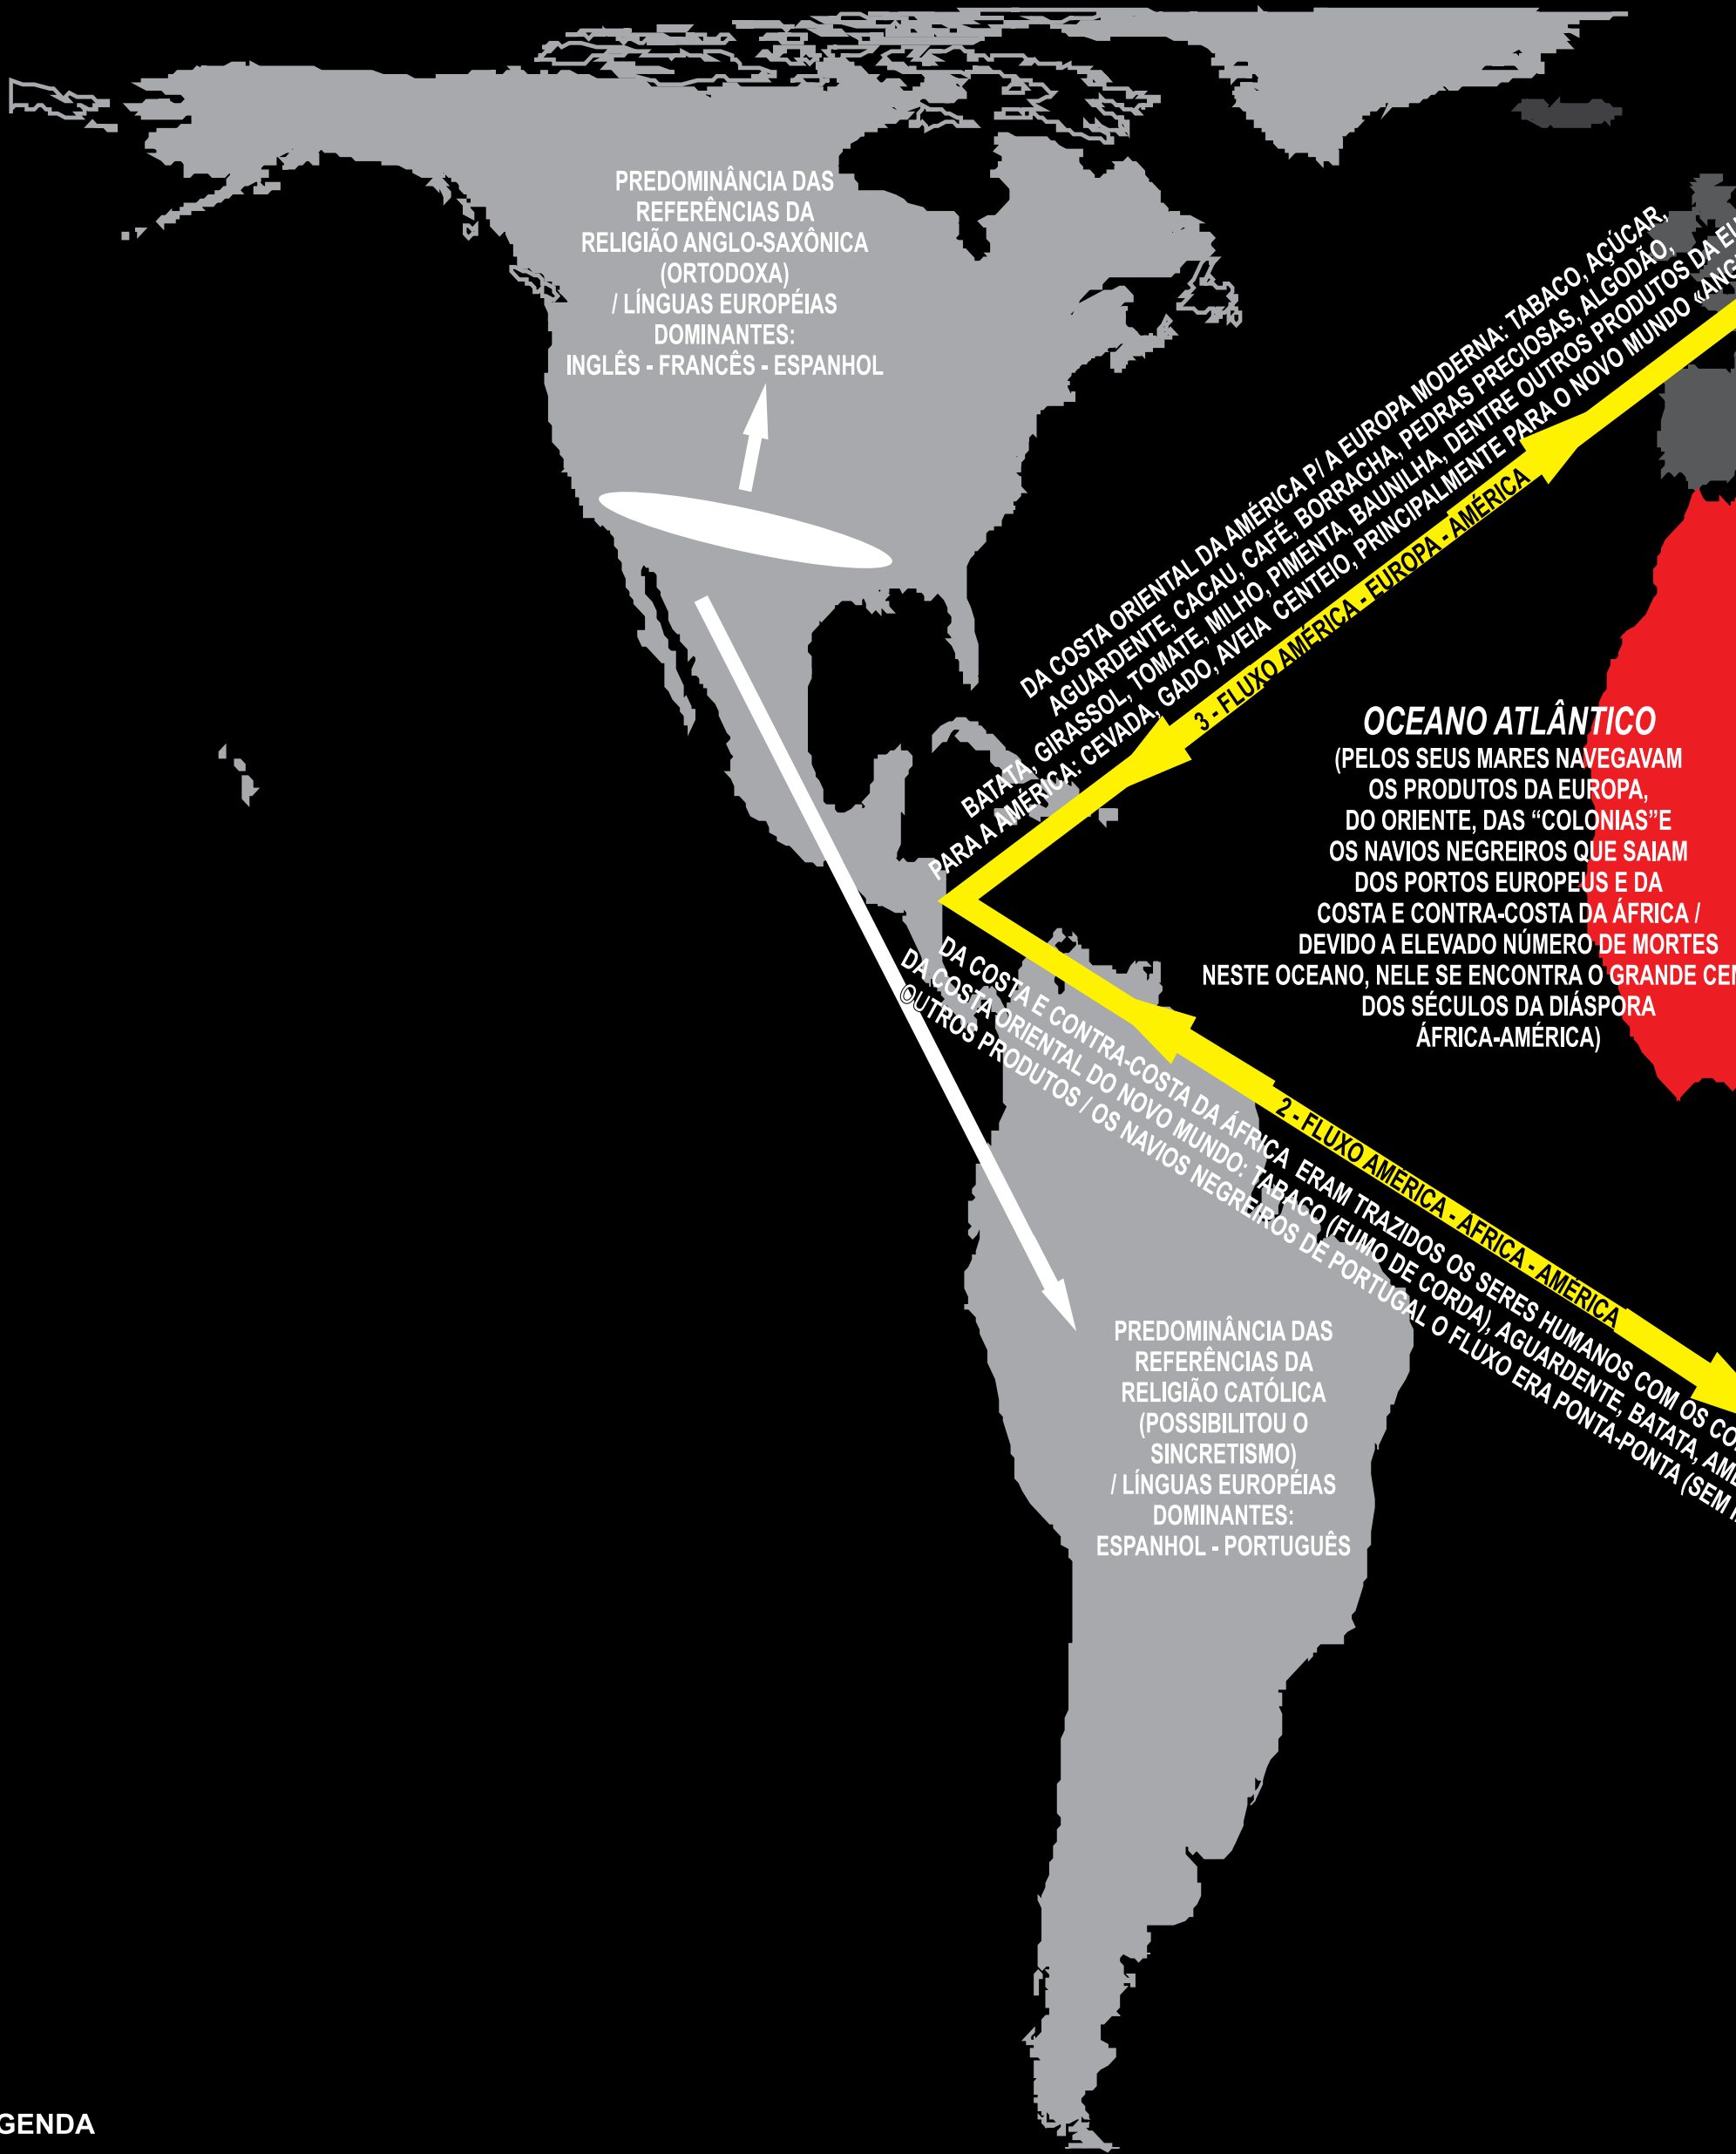 PREDOMINÂNCIA DAS
REFERÊNCIAS DA
RELIGIÃO ANGLO-SAXÔNICA
(ORTODOXA)
/ LÍNGUAS EUROPÉIAS
DOMINANTES:
INGLÊS - FRANCÊS - ESPANHOL
DA COSTA ORIENTAL DA AMÉRICA P/ A EUROPA MODERNA: TABACO, AÇÚCAR,
AGUARDENTE, CACAU, CAFÉ, BORRACHA, PEDRAS PRECIOSAS, ALGODÃO,
BATATA, GIRASSOL, TOMATE, MILHO, PIMENTA, BAUNILHA, DENTRE OUTROS PRODUTOS DA EU
PARA A AMÉRICA: CEVADA, GADO, AVEIA CENTEIO, PRINCIPALMENTE PARA O NOVO MUNDO «ANG
3 - FLUXO AMÉRICA - EUROPA - AMÉRICA
OCEANO ATLÂNTICO
(PELOS SEUS MARES NAVEGAVAM
OS PRODUTOS DA EUROPA,
DO ORIENTE, DAS “COLONIAS”E
OS NAVIOS NEGREIROS QUE SAIAM
DOS PORTOS EUROPEUS E DA
COSTA E CONTRA-COSTA DA ÁFRICA /
DEVIDO A ELEVADO NÚMERO DE MORTES
NESTE OCEANO, NELE SE ENCONTRA O GRANDE CEM
DOS SÉCULOS DA DIÁSPORA
ÁFRICA-AMÉRICA)
2 - FLUXO AMÉRICA - ÁFRICA - AMÉRICA
DA COSTA E CONTRA-COSTA DA ÁFRICA ERAM TRAZIDOS OS SERES HUMANOS COM OS CO
DA COSTA ORIENTAL DO NOVO MUNDO: TABACO (FUMO DE CORDA), AGUARDENTE, BATATA, AME
OUTROS PRODUTOS / OS NAVIOS NEGREIROS DE PORTUGAL O FLUXO ERA PONTA-PONTA (SEM
PREDOMINÂNCIA DAS
REFERÊNCIAS DA
RELIGIÃO CATÓLICA
(POSSIBILITOU O
SINCRETISMO)
/ LÍNGUAS EUROPÉIAS
DOMINANTES:
ESPANHOL - PORTUGUÊS
GENDA